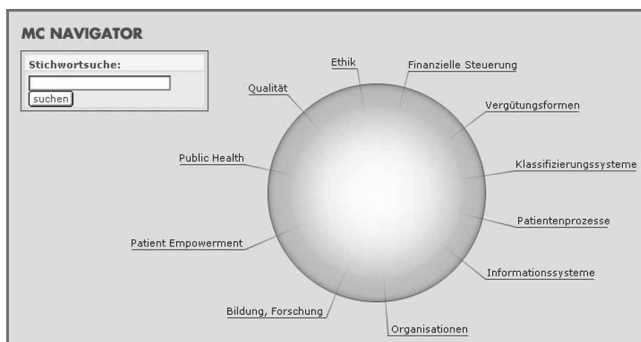 MC NAVIGATOR
Stichwortsuche:
suchen
Ethik
Finanzielle Steuerung
Qualität
Vergütungsformen
Public Health
Klassifizierungssysteme
Patientenprozesse
Patient Empowerment
Informationssysteme
Bildung, Forschung
Organisationen